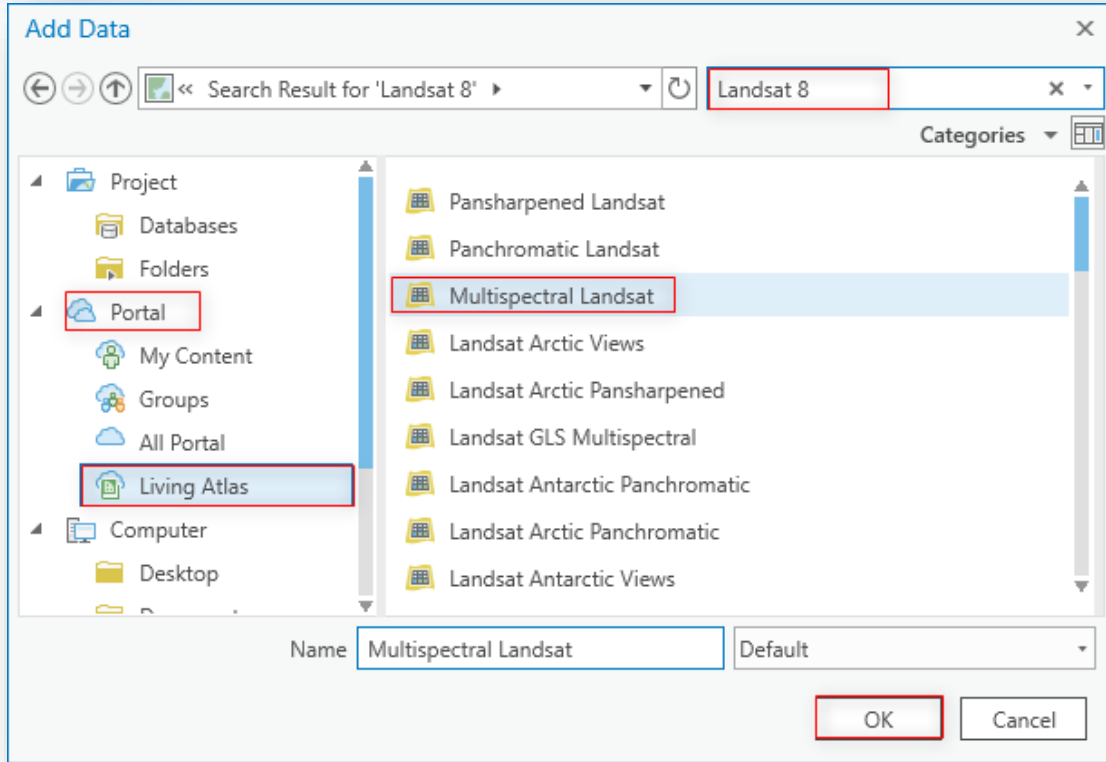 Add Data
« Search Result for 'Landsat 8'
Landsat 8
Categories
Project
Databases
Folders
Portal
My Content
Groups
All Portal
Living Atlas
Computer
Desktop
Pansharpened Landsat
Panchromatic Landsat
Multispectral Landsat
Landsat Arctic Views
Landsat Arctic Pansharpened
Landsat GLS Multispectral
Landsat Antarctic Panchromatic
Landsat Arctic Panchromatic
Landsat Antarctic Views
Name Multispectral Landsat Default
OK Cancel